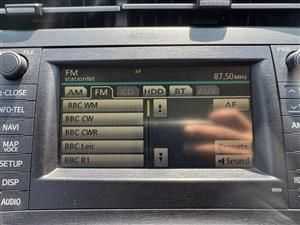 FILE
FM
AF
stationlist
87.50MHz
AM FM CD HDD BT AUX
BBC WM
AF
BBC CW
BBC CWR
BBC Leic
Presets
BBC R1
Sound
CLOSE
INFO-TEL
NAVI
MAP
VOICE
SETUP
DISP
AUDIO